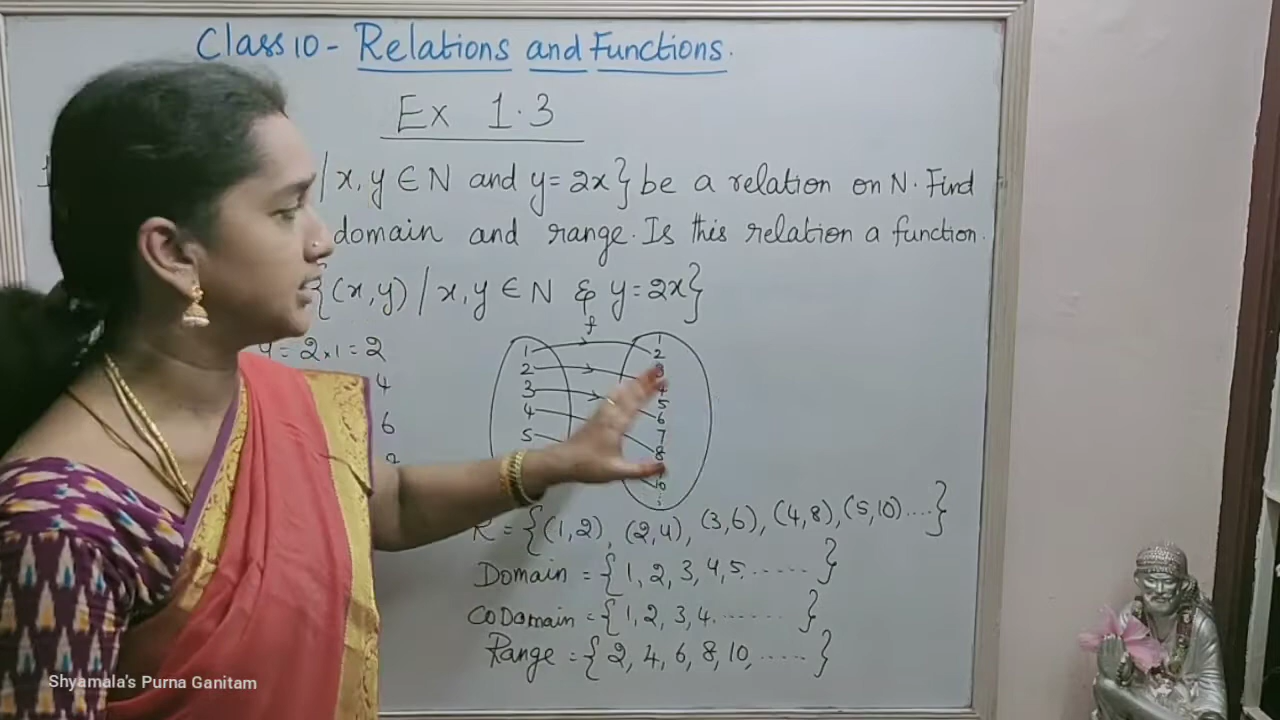 Class 10 - Relations and Functions.
Ex 1.3
1
/ x, y ∈ N and y = 2x} be a relation on N. Find
domain and range. Is this relation a function.
{(x, y) / x, y ∈ N & y = 2x}
f
y = 2 x 1 = 2
4
6
1
2
3
4
5
1
2
3
4
5
6
7
8
10
:
R = {(1,2), (2,4), (3,6), (4,8), (5,10) ....}
Domain = {1, 2, 3, 4, 5 ...... }
CoDomain = {1, 2, 3, 4. ...... }
Range = {2, 4, 6, 8, 10, ..... }
Shyamala's Purna Ganitam